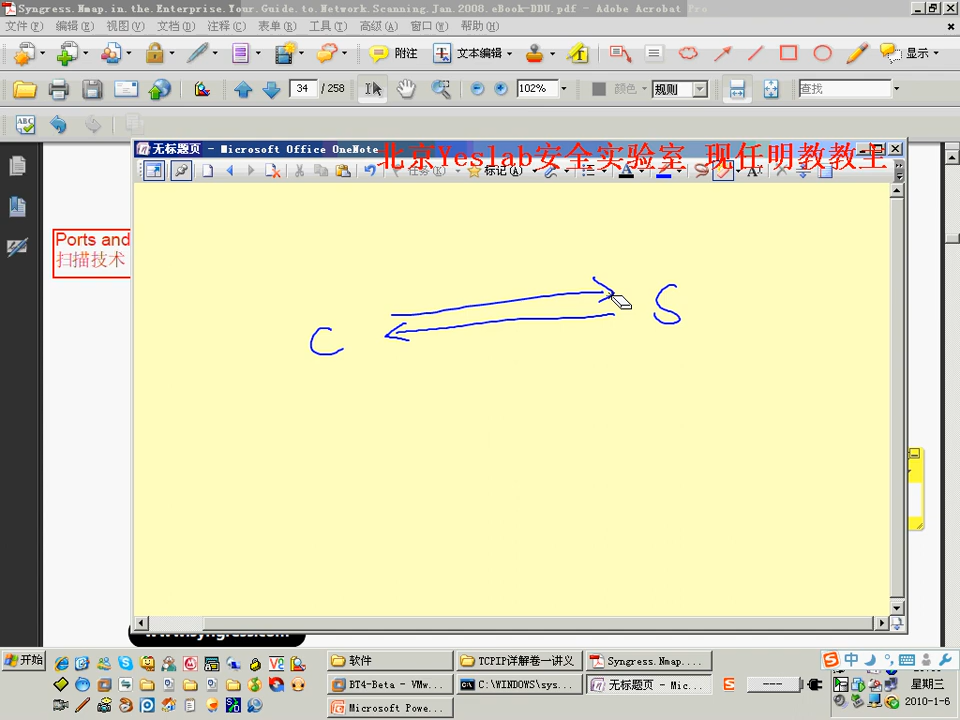 Syngress.Nmap.in.the.Enterprise.Your.Guide.to.Network.Scanning.Jan.2008.eBook-DDU.pdf - Adobe Acrobat Pro
文件(F) 编辑(E) 视图(V) 文档(D) 注释(C) 表单(R) 工具(T) 高级(A) 窗口(W) 帮助(H)
附注 文本编辑 显示
34 / 258 102% 颜色 规则 查找
无标题页 - Microsoft Office OneNote
北京Yeslab安全实验室 现任明教教主
任务(K) 标记(A)
Ports and
扫描技术
C
S
www.syngress.com
开始 软件 TCPIP详解卷一讲义 Syngress.Nmap....
中
BT4-Beta - VMw... C:\WINDOWS\sys... 无标题页 - Mic...
星期三
Microsoft Powe...
2010-1-6